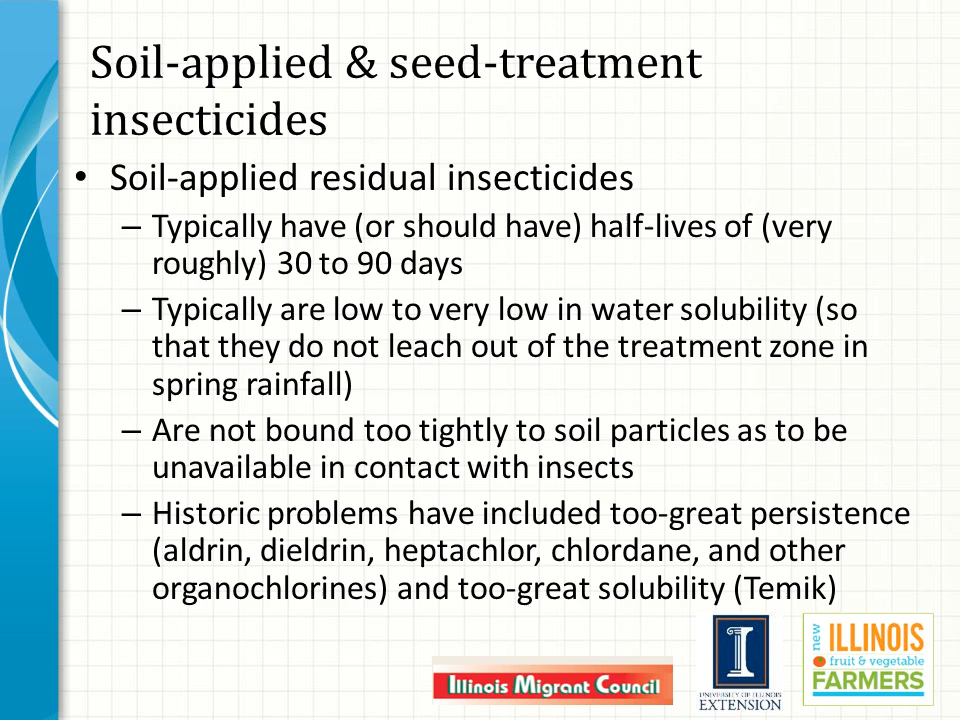 Soil-applied & seed-treatment
insecticides
• Soil-applied residual insecticides
– Typically have (or should have) half-lives of (very
roughly) 30 to 90 days
– Typically are low to very low in water solubility (so
that they do not leach out of the treatment zone in
spring rainfall)
– Are not bound too tightly to soil particles as to be
unavailable in contact with insects
– Historic problems have included too-great persistence
(aldrin, dieldrin, heptachlor, chlordane, and other
organochlorines) and too-great solubility (Temik)
Illinois Migrant Council
I
UNIVERSITY OF ILLINOIS
EXTENSION
new
ILLINOIS
fruit & vegetable
FARMERS